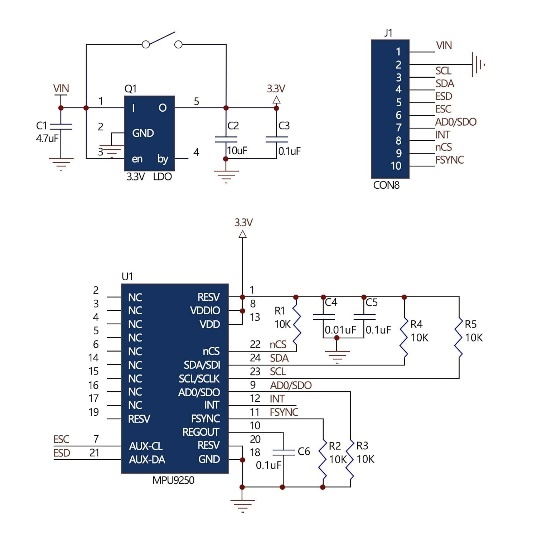 J1
VIN
1
2
SCL
3
SDA
4
ESD
5
ESC
6
AD0/SDO
7
INT
8
nCS
9
FSYNC
10
CON8
VIN
Q1
3.3V
1 I O 5
C1
4.7uF
2 GND
C2
10uF
C3
0.1uF
3 en by 4
3.3V LDO
3.3V
U1
2 NC RESV 1
3 NC VDDIO 8
4 NC VDD 13
5 NC
6 NC nCS 22 nCS
14 NC SDA/SDI 24 SDA
15 NC SCL/SCLK 23 SCL
16 NC AD0/SDO 9 AD0/SDO
17 NC INT 12 INT
19 RESV FSYNC 11 FSYNC
REGOUT 10
ESC 7 AUX-CL RESV 20
ESD 21 AUX-DA GND 18
MPU9250
R1
10K
C4
0.01uF
C5
0.1uF
R4
10K
R5
10K
C6
0.1uF
R2
10K
R3
10K